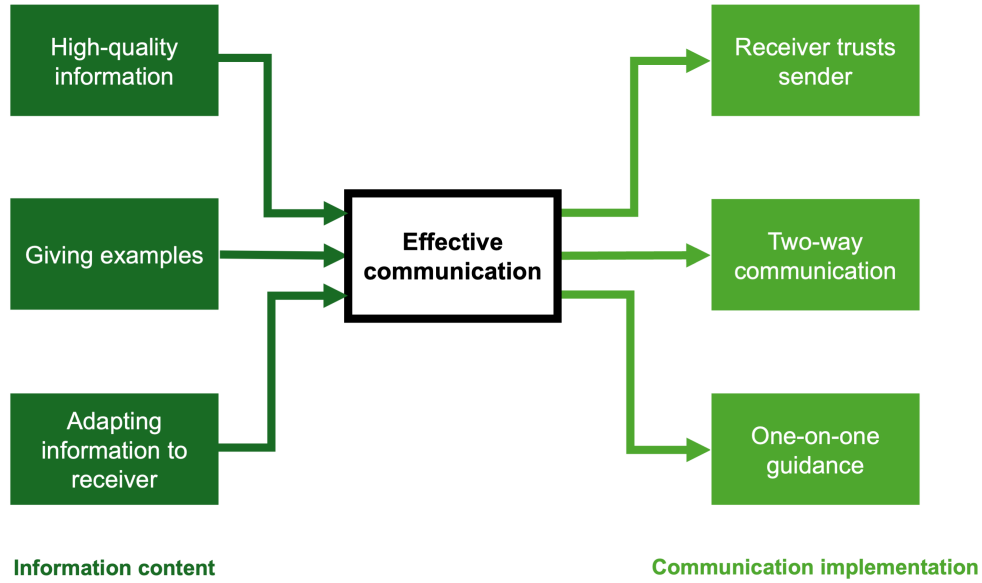 High-quality
information
Giving examples
Adapting
information to
receiver
Effective
communication
Receiver trusts
sender
Two-way
communication
One-on-one
guidance
Information content
Communication implementation